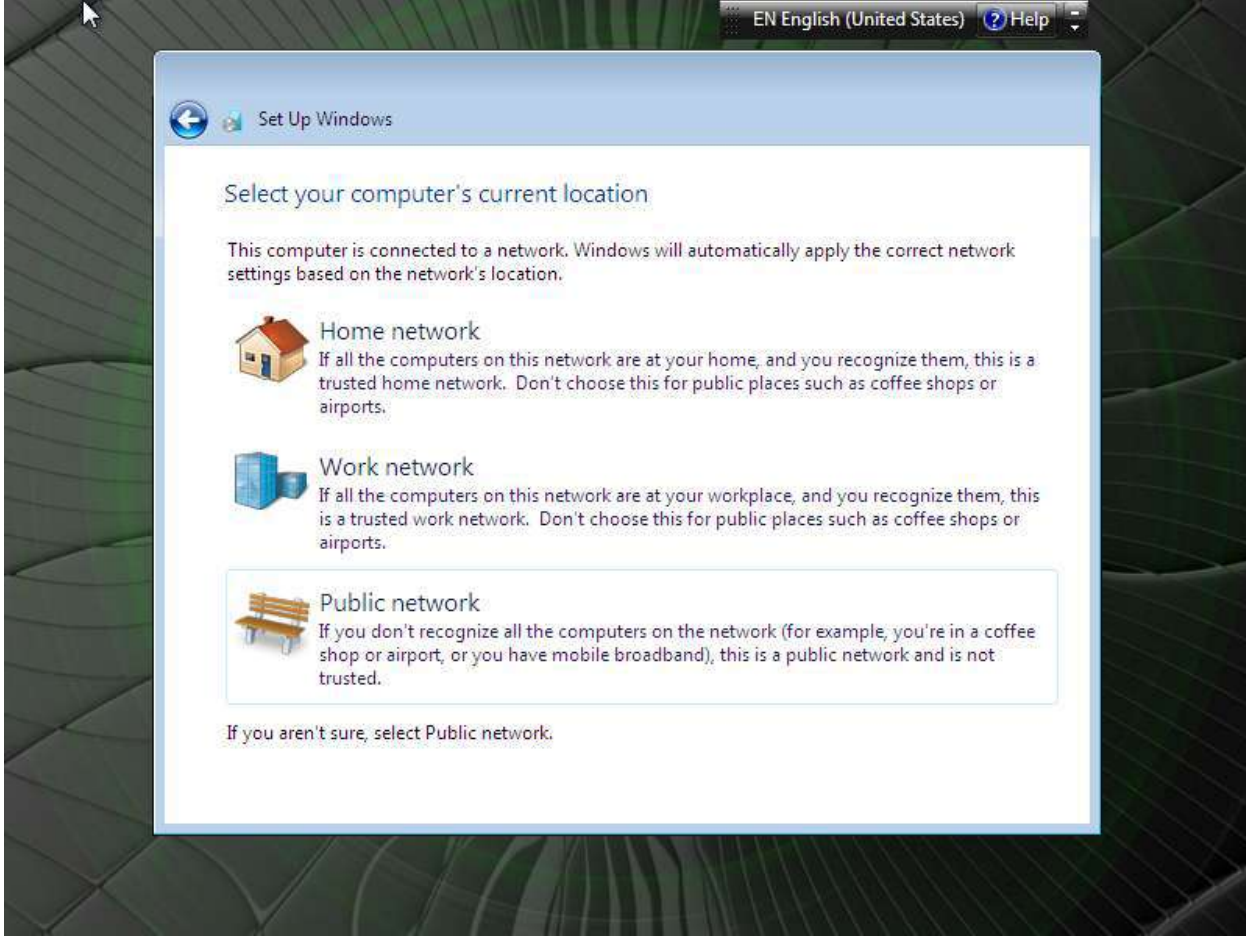 EN English (United States) ? Help
Set Up Windows
Select your computer's current location
This computer is connected to a network. Windows will automatically apply the correct network
settings based on the network's location.
Home network
If all the computers on this network are at your home, and you recognize them, this is a
trusted home network.  Don't choose this for public places such as coffee shops or
airports.
Work network
If all the computers on this network are at your workplace, and you recognize them, this
is a trusted work network.  Don't choose this for public places such as coffee shops or
airports.
Public network
If you don't recognize all the computers on the network (for example, you're in a coffee
shop or airport, or you have mobile broadband), this is a public network and is not
trusted.
If you aren't sure, select Public network.